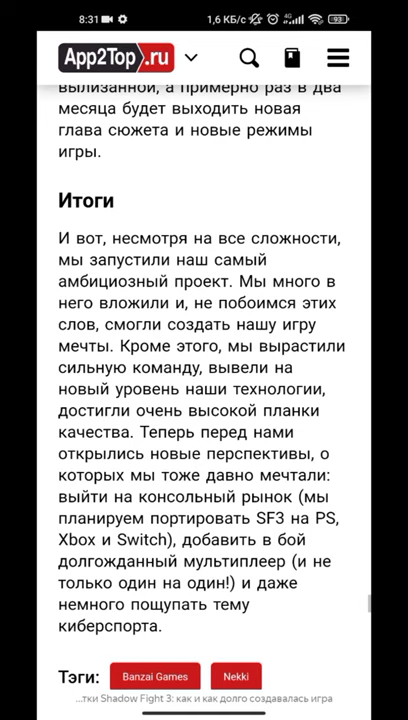 8:31
1,6 КБ/с
4G
93
App2Top.ru
вылизанной, а примерно раз в два
месяца будет выходить новая
глава сюжета и новые режимы
игры.
Итоги
И вот, несмотря на все сложности,
мы запустили наш самый
амбициозный проект. Мы много в
него вложили и, не побоимся этих
слов, смогли создать нашу игру
мечты. Кроме этого, мы вырастили
сильную команду, вывели на
новый уровень наши технологии,
достигли очень высокой планки
качества. Теперь перед нами
открылись новые перспективы, о
которых мы тоже давно мечтали:
выйти на консольный рынок (мы
планируем портировать SF3 на PS,
Xbox и Switch), добавить в бой
долгожданный мультиплеер (и не
только один на один!) и даже
немного пощупать тему
киберспорта.
Тэги: Banzai Games Nekki
...тки Shadow Fight 3: как и как долго создавалась игра